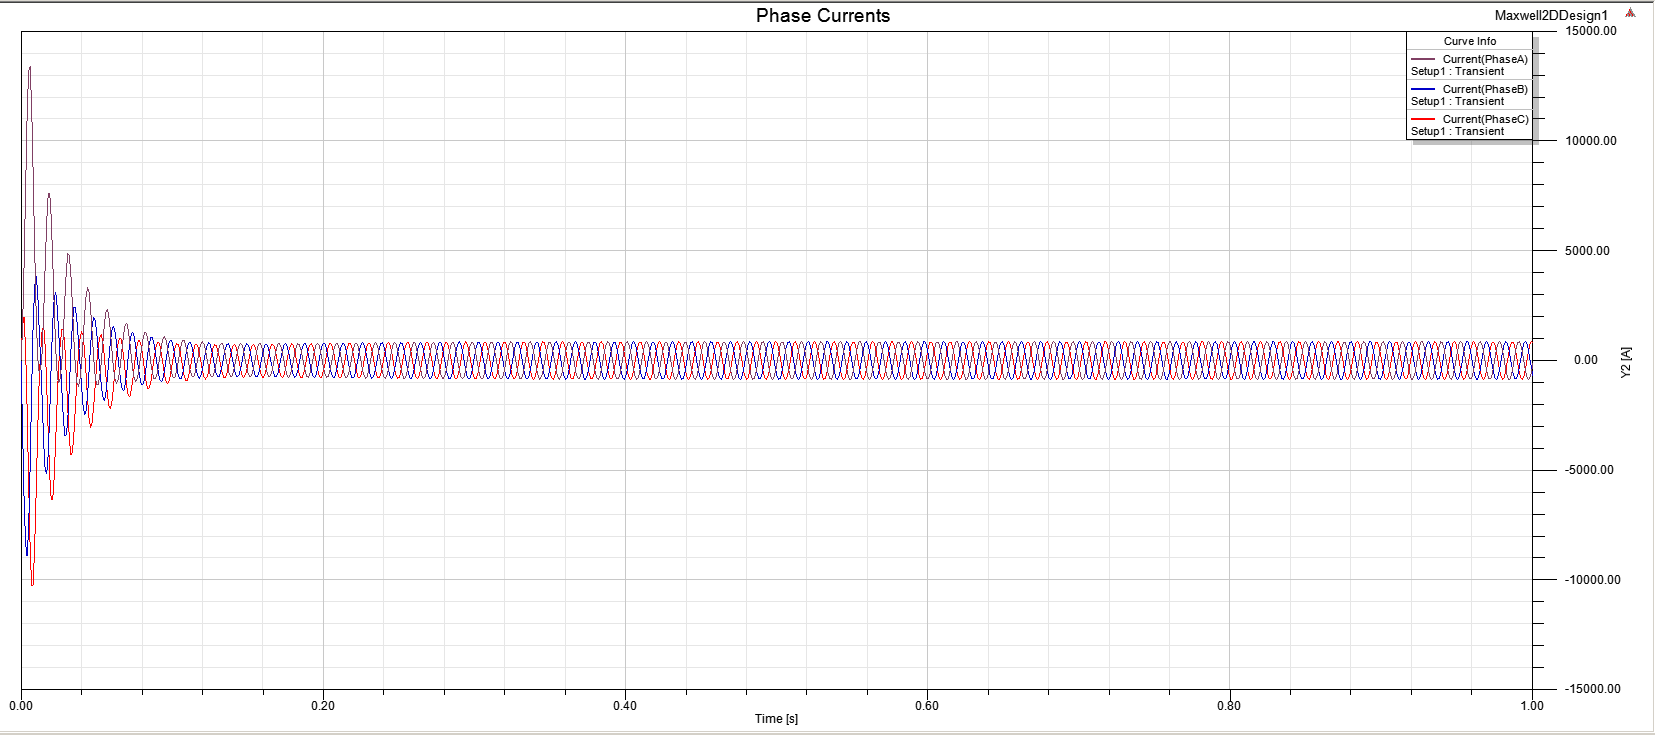 Phase Currents
Maxwell2DDesign1
Curve Info
Current(PhaseA)
Setup1 : Transient
Current(PhaseB)
Setup1 : Transient
Current(PhaseC)
Setup1 : Transient
15000.00
10000.00
5000.00
0.00
-5000.00
-10000.00
-15000.00
Y2 [A]
0.00 0.20 0.40 0.60 0.80 1.00
Time [s]